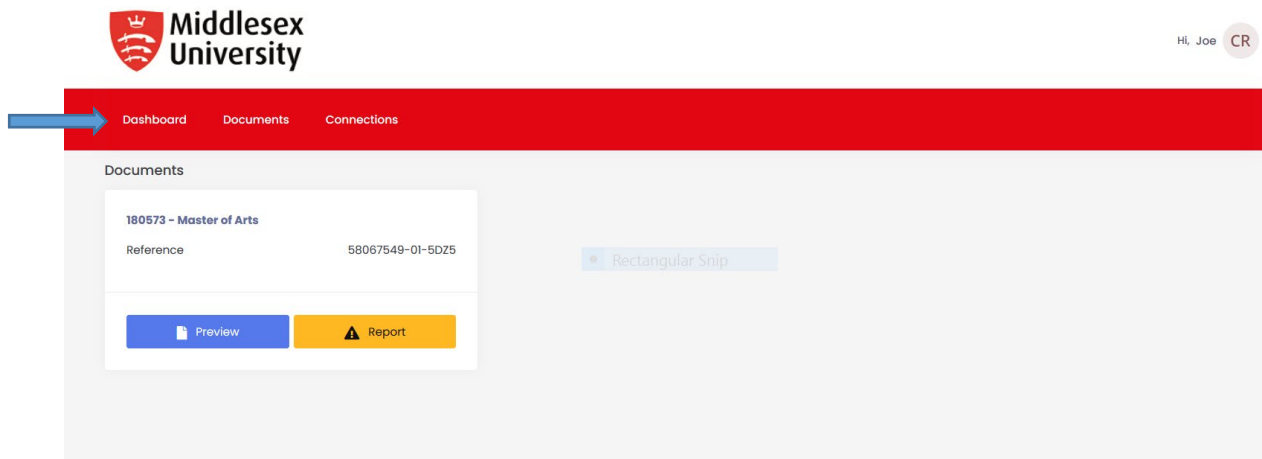 Middlesex
University
Hi, Joe CR
Dashboard Documents Connections
Documents
180573 - Master of Arts
Reference 58067549-01-5DZ5
Rectangular Snip
Preview Report